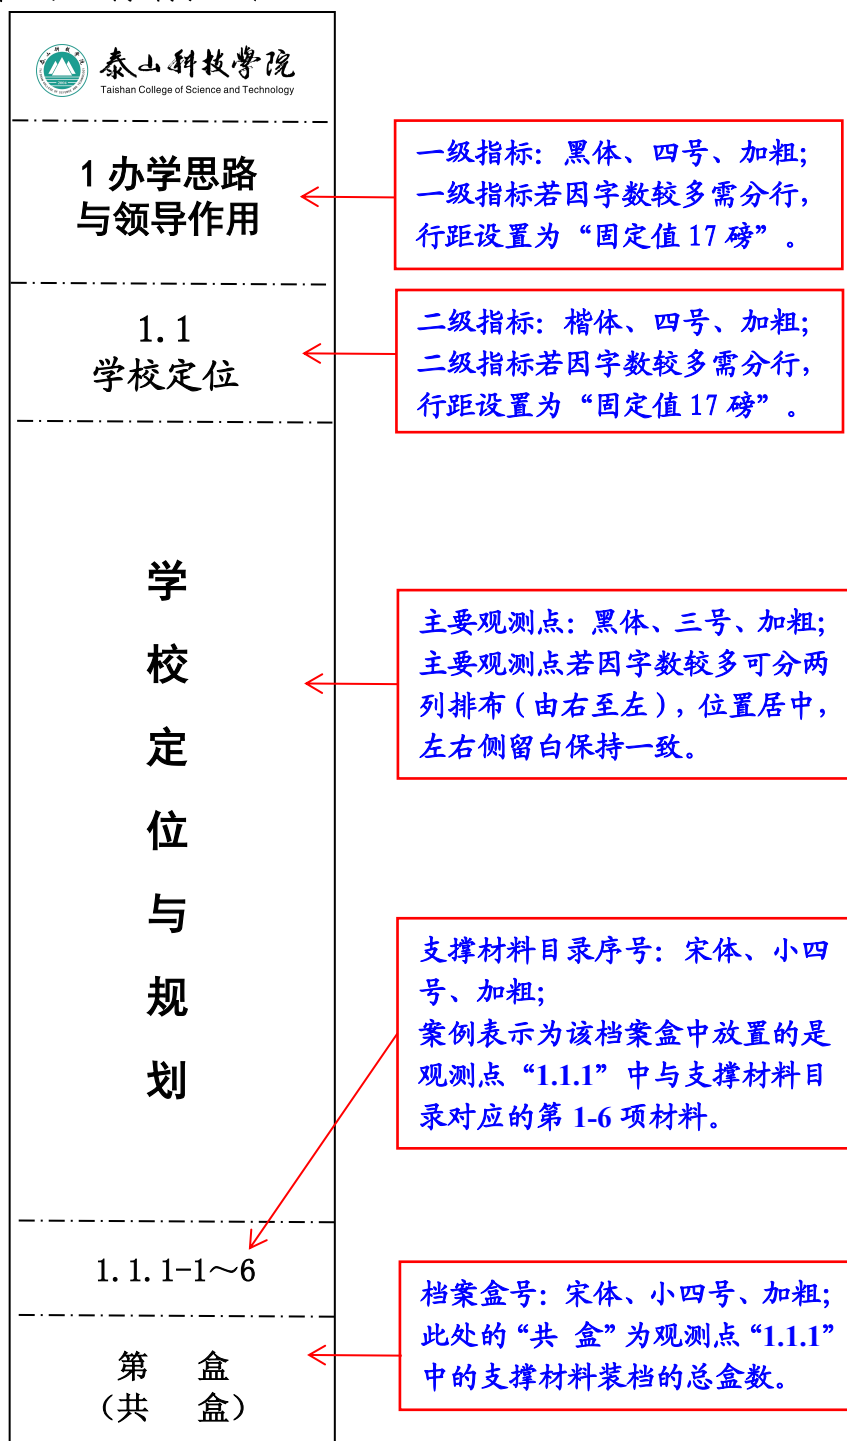 泰山科技學院
Taishan College of Science and Technology
1 办学思路
与领导作用
一级指标：黑体、四号、加粗；
一级指标若因字数较多需分行，
行距设置为“固定值 17 磅”。
1.1
学校定位
二级指标：楷体、四号、加粗；
二级指标若因字数较多需分行，
行距设置为“固定值 17 磅”。
学
校
定
位
与
规
划
主要观测点：黑体、三号、加粗；
主要观测点若因字数较多可分两
列排布（由右至左），位置居中，
左右侧留白保持一致。
支撑材料目录序号：宋体、小四
号、加粗；
案例表示为该档案盒中放置的是
观测点“1.1.1”中与支撑材料目
录对应的第 1-6 项材料。
1.1.1-1～6
档案盒号：宋体、小四号、加粗；
此处的“共 盒”为观测点“1.1.1”
中的支撑材料装档的总盒数。
第 盒
（共 盒）